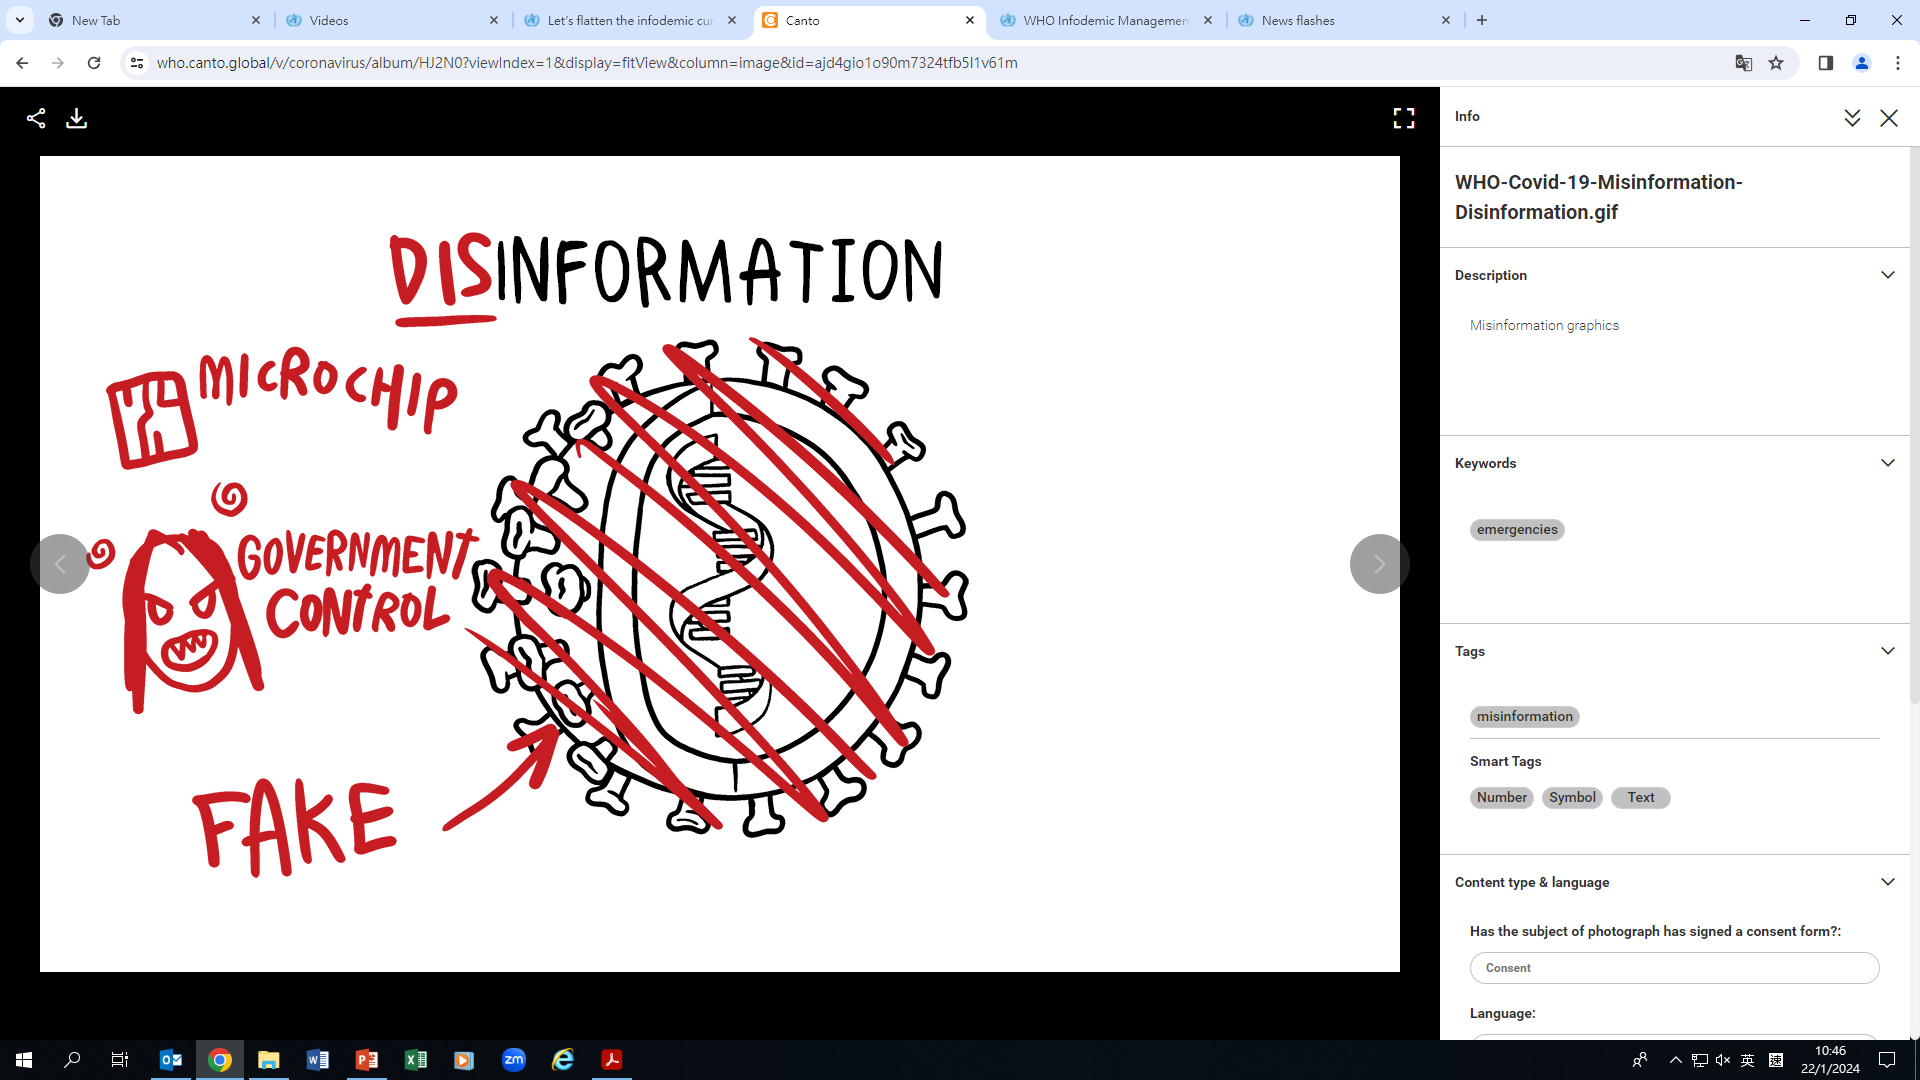 New Tab
Videos
Let's flatten the infodemic cur
Canto
WHO Infodemic Managemen
News flashes
who.canto.global/v/coronavirus/album/HJ2N0?viewIndex=1&display=fitView&column=image&id=ajd4gio1o90m7324tfb5l1v61m
DISINFORMATION
MICROCHIP
GOVERNMENT
CONTROL
FAKE
Info
WHO-Covid-19-Misinformation-
Disinformation.gif
Description
Misinformation graphics
Keywords
emergencies
Tags
misinformation
Smart Tags
Number Symbol Text
Content type & language
Has the subject of photograph has signed a consent form?:
Consent
Language:
zm
英
10:46
22/1/2024